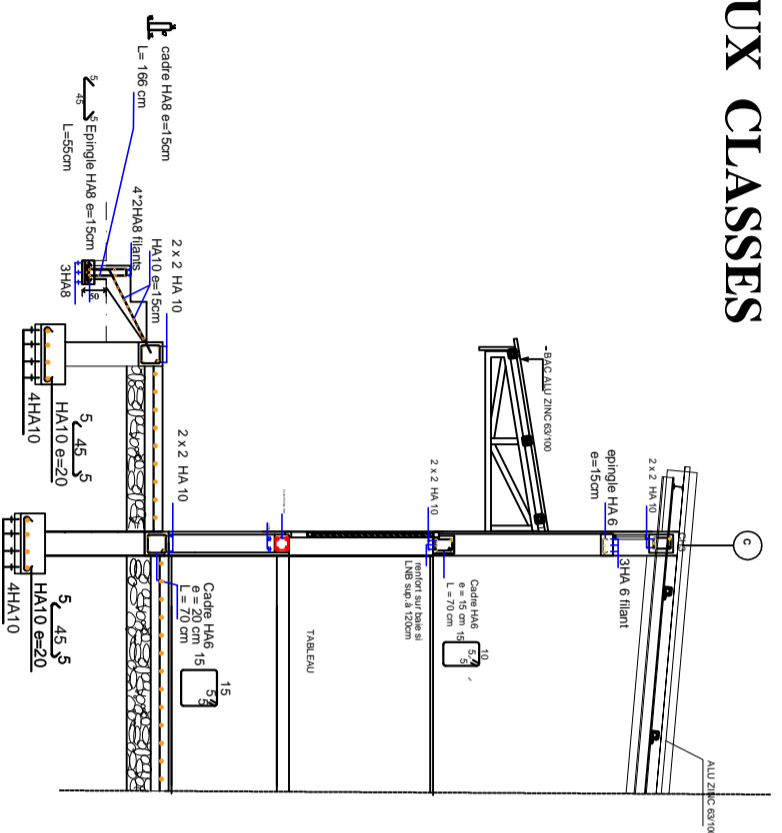 UX CLASSES
cadre HA8 e=15cm
L= 166 cm
5
45
5
Epingle HA8 e=15cm
L=55cm
4*2HA8 filants
HA10 e=15cm
2 x 2 HA 10
3HA8
50
4HA10
HA10 e=20
5
45
5
2 x 2 HA 10
4HA10
HA10 e=20
5
45
5
Cadre HA6
e = 20 cm
L = 70 cm
15
15
5
5
TABLEAU
- BAC ALU ZINC 63/100
2 x 2 HA 10
renfort sur baie si
LNB sup.à 120cm
Cadre HA6
e = 15 cm
L = 70 cm
15
10
5
5
epingle HA 6
e=15cm
2 x 2 HA 10
3HA 6 filant
C
ALU ZINC 63/100